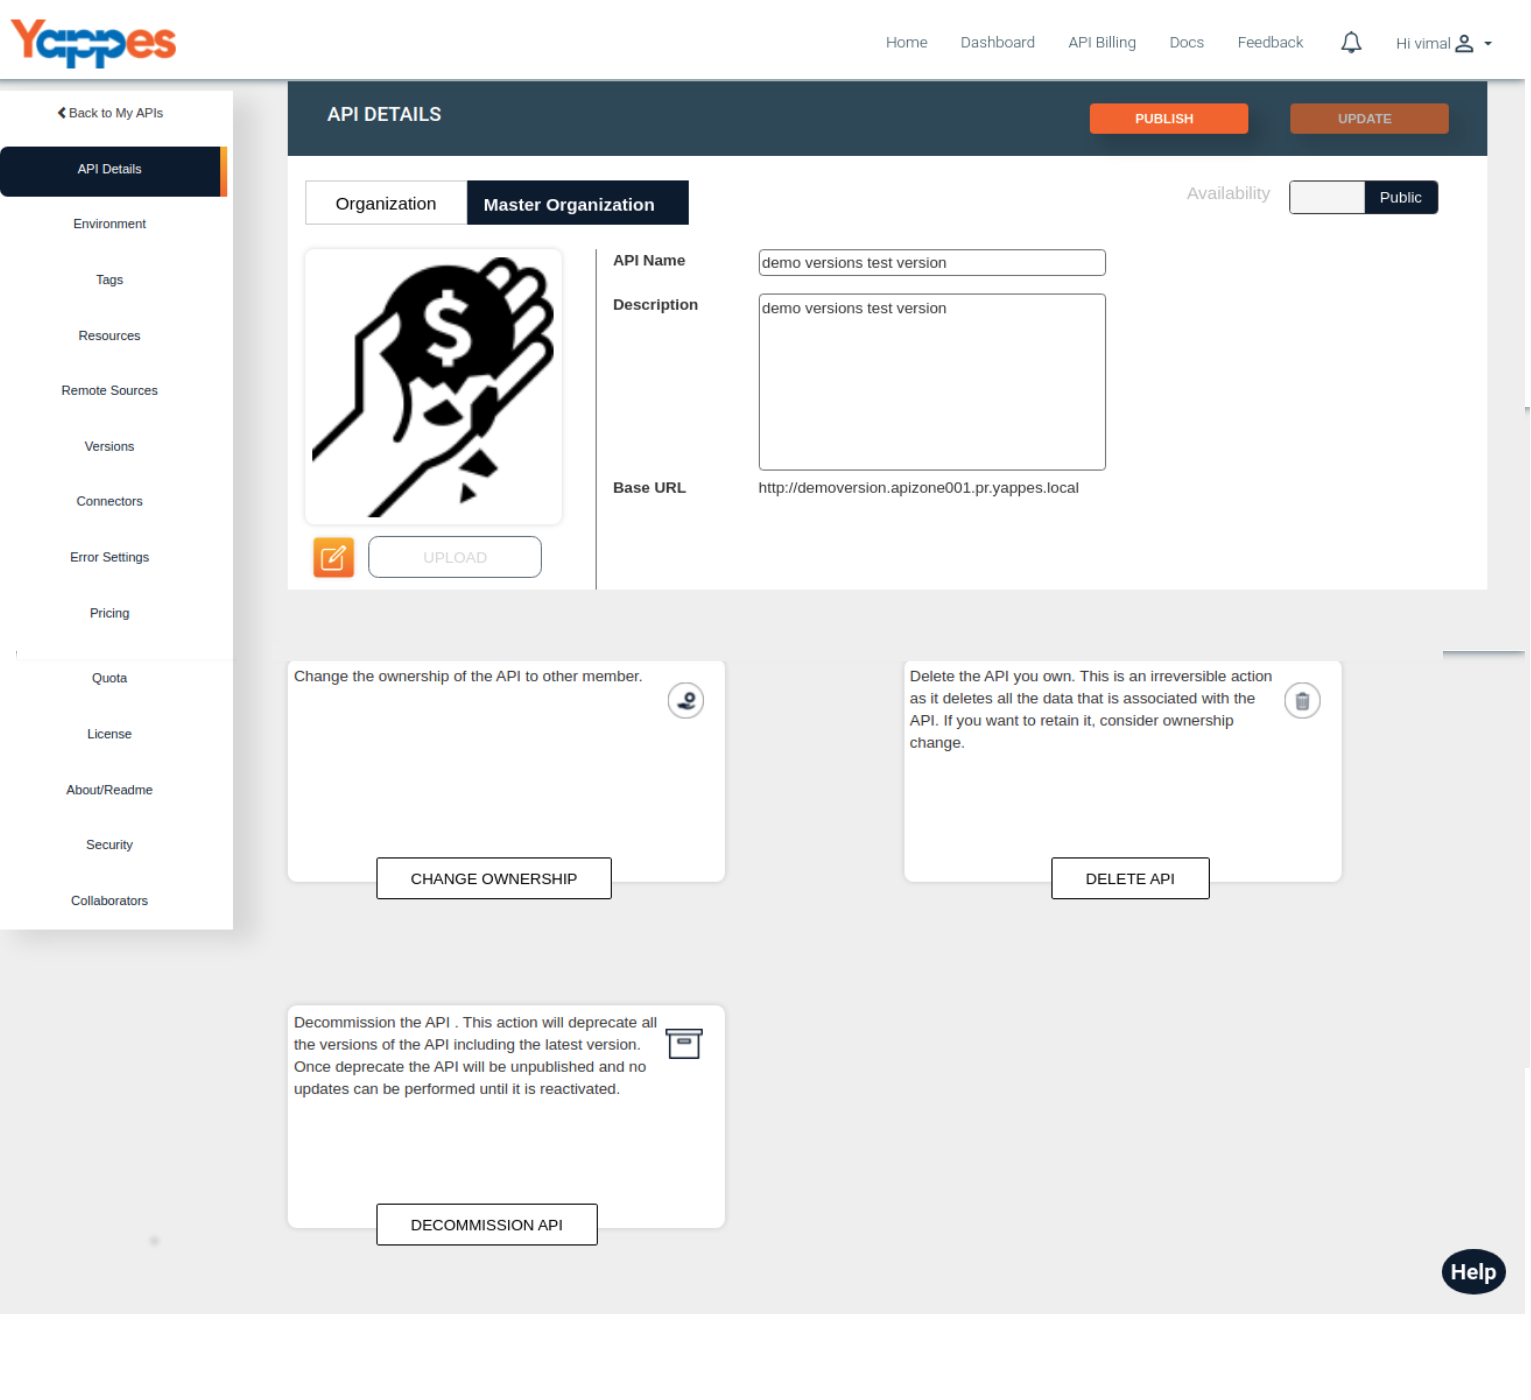 Yappes
Home Dashboard API Billing Docs Feedback Hi vimal
Back to My APIs
API Details
Environment
Tags
Resources
Remote Sources
Versions
Connectors
Error Settings
Pricing
Quota
License
About/Readme
Security
Collaborators
API DETAILS
PUBLISH UPDATE
Organization Master Organization
Availability Public
$
UPLOAD
API Name demo versions test version
Description demo versions test version
Base URL http://demoversion.apizone001.pr.yappes.local
Change the ownership of the API to other member.
CHANGE OWNERSHIP
Delete the API you own. This is an irreversible action
as it deletes all the data that is associated with the
API. If you want to retain it, consider ownership
change.
DELETE API
Decommission the API . This action will deprecate all
the versions of the API including the latest version.
Once deprecate the API will be unpublished and no
updates can be performed until it is reactivated.
DECOMMISSION API
Help